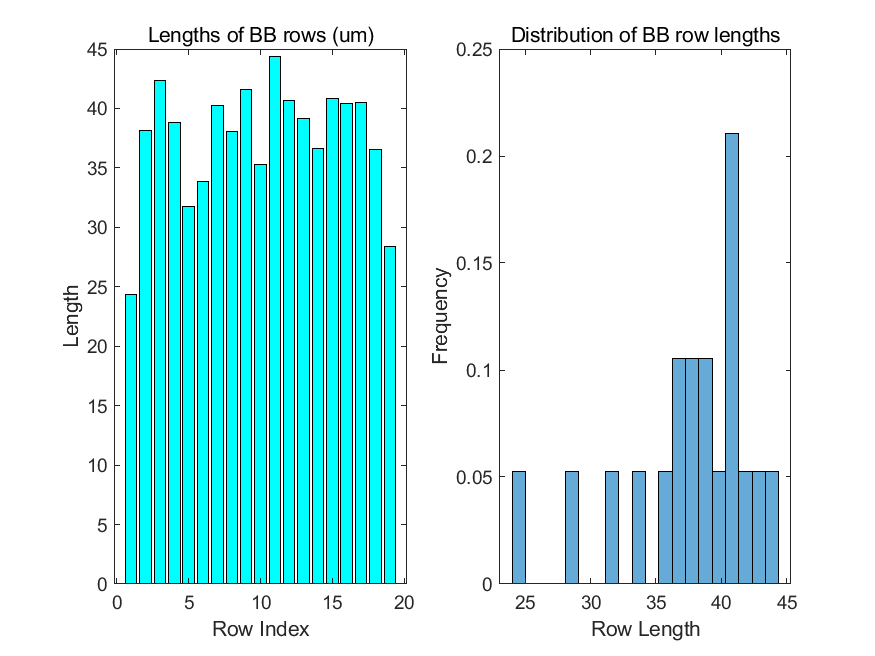 Lengths of BB rows (um)
45
40
35
30
25
20
15
10
5
0
Length
0 5 10 15 20
Row Index
Distribution of BB row lengths
0.25
0.2
0.15
0.1
0.05
0
Frequency
25 30 35 40 45
Row Length